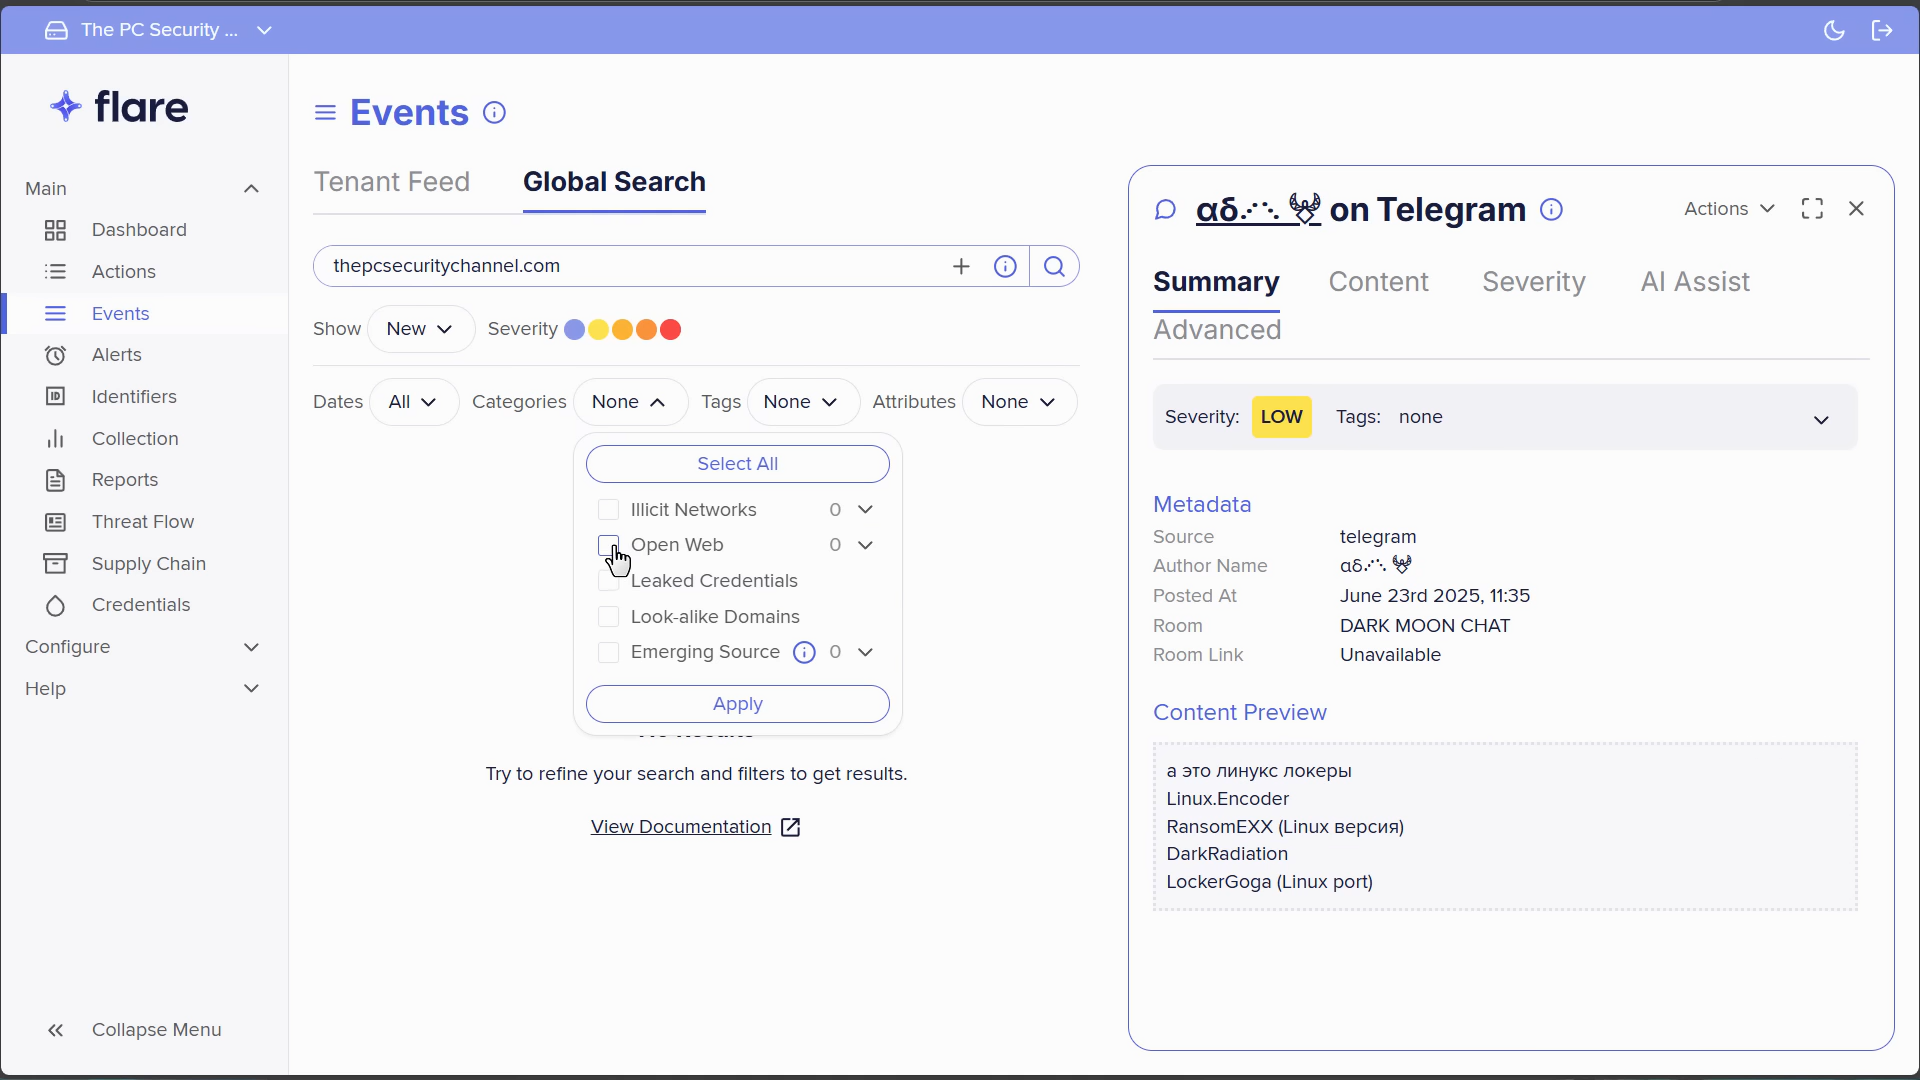 The PC Security ...
flare
Main
Dashboard
Actions
Events
Alerts
Identifiers
Collection
Reports
Threat Flow
Supply Chain
Credentials
Configure
Help
Collapse Menu
Events
Tenant Feed
Global Search
thepcsecuritychannel.com
Show New Severity
Dates All Categories None Tags None Attributes None
Select All
Illicit Networks 0
Open Web 0
Leaked Credentials
Look-alike Domains
Emerging Source 0
Apply
Try to refine your search and filters to get results.
View Documentation
αδ.·՛՝. on Telegram
Actions
Summary Content Severity AI Assist
Advanced
Severity: LOW Tags: none
Metadata
Source telegram
Author Name αδ
Posted At June 23rd 2025, 11:35
Room DARK MOON CHAT
Room Link Unavailable
Content Preview
а это линукс локеры
Linux.Encoder
RansomEXX (Linux версия)
DarkRadiation
LockerGoga (Linux port)